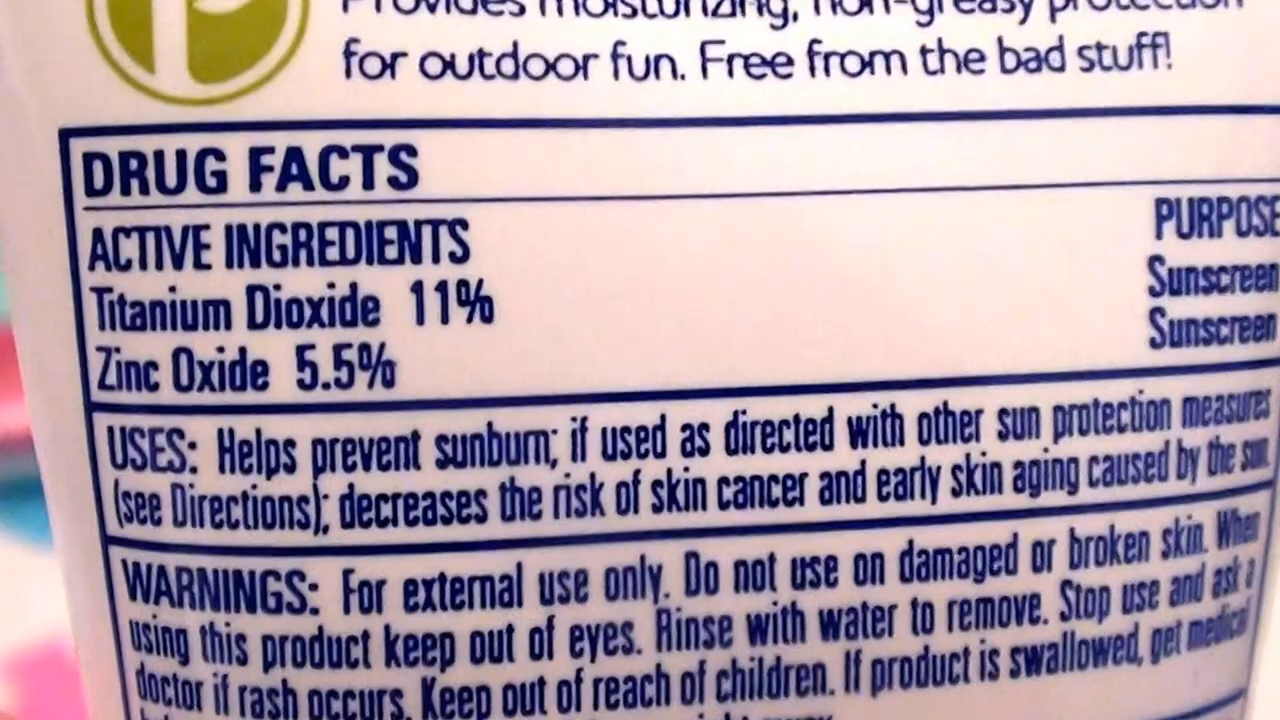 Provides moisturizing, non-greasy protection
for outdoor fun. Free from the bad stuff!
DRUG FACTS
ACTIVE INGREDIENTS PURPOSE
Titanium Dioxide 11% Sunscreen
Zinc Oxide 5.5% Sunscreen
USES: Helps prevent sunburn; if used as directed with other sun protection measures
(see Directions); decreases the risk of skin cancer and early skin aging caused by the sun.
WARNINGS: For external use only. Do not use on damaged or broken skin. When
using this product keep out of eyes. Rinse with water to remove. Stop use and ask a
doctor if rash occurs. Keep out of reach of children. If product is swallowed, get medical